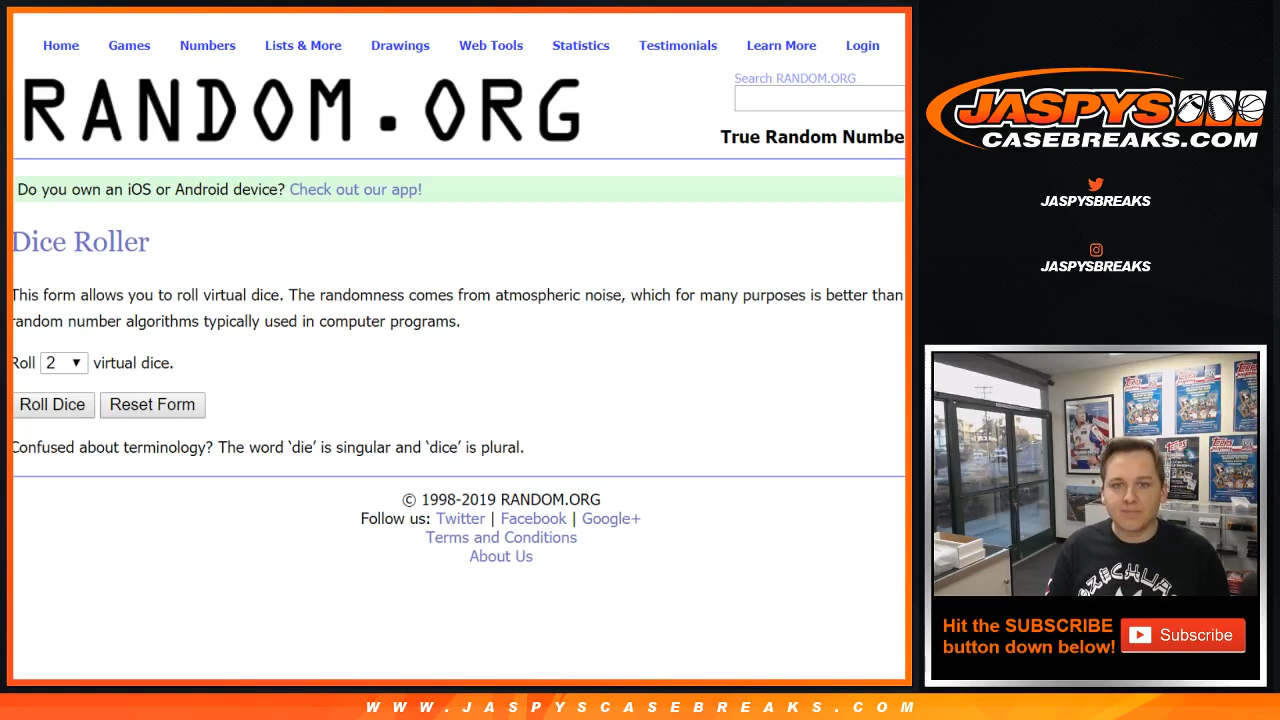 Home Games Numbers Lists & More Drawings Web Tools Statistics Testimonials Learn More Login
RANDOM.ORG
Search RANDOM.ORG
True Random Numbe
Do you own an iOS or Android device? Check out our app!
Dice Roller
This form allows you to roll virtual dice. The randomness comes from atmospheric noise, which for many purposes is better than
random number algorithms typically used in computer programs.
Roll 2 virtual dice.
Roll Dice Reset Form
Confused about terminology? The word ‘die’ is singular and ‘dice’ is plural.
© 1998-2019 RANDOM.ORG
Follow us: Twitter | Facebook | Google+
Terms and Conditions
About Us
JASPYS
CASEBREAKS.COM
JASPYSBREAKS
JASPYSBREAKS
Topps
Topps
Topps
Hit the SUBSCRIBE
button down below!
Subscribe
WWW.JASPYSCASEBREAKS.COM